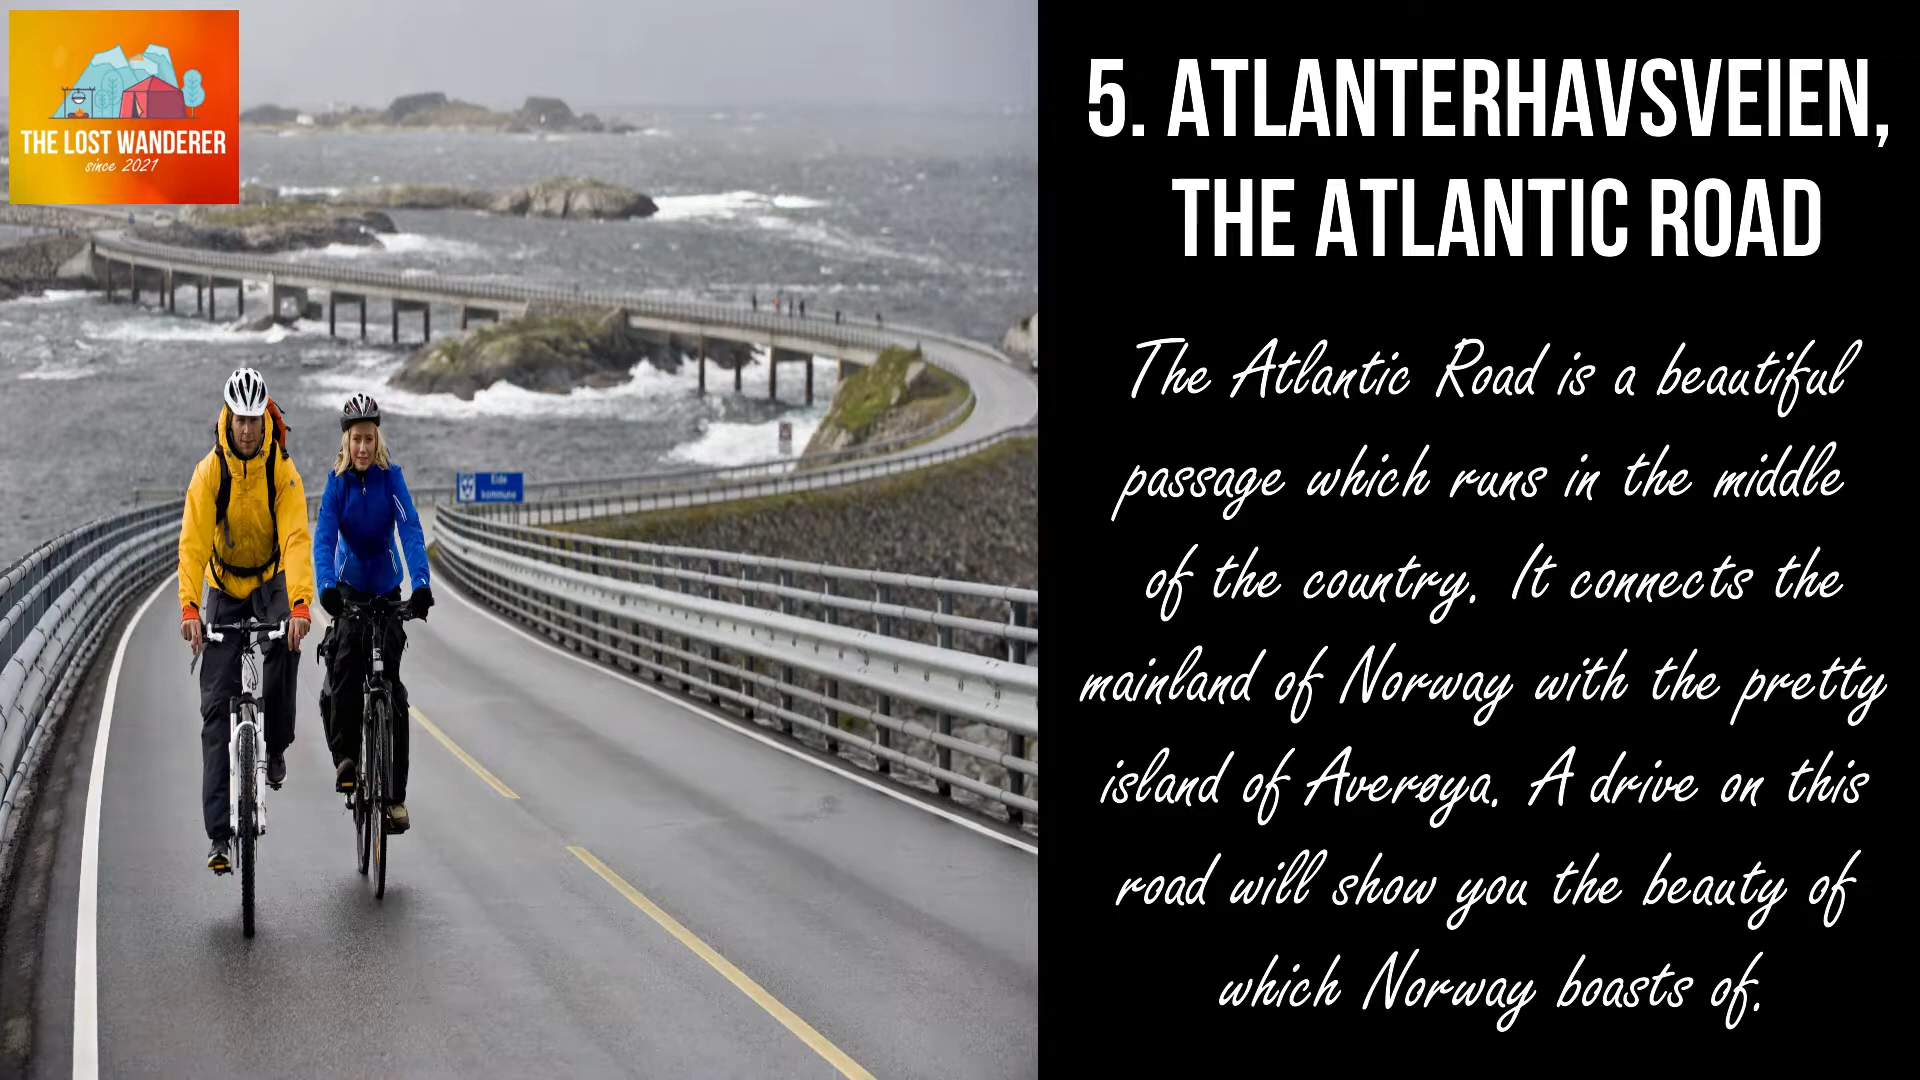 THE LOST WANDERER
since 2021
5. ATLANTERHAVSVEIEN,
THE ATLANTIC ROAD
The Atlantic Road is a beautiful
passage which runs in the middle
of the country. It connects the
mainland of Norway with the pretty
island of Averøya. A drive on this
road will show you the beauty of
which Norway boasts of.
Eide
kommune